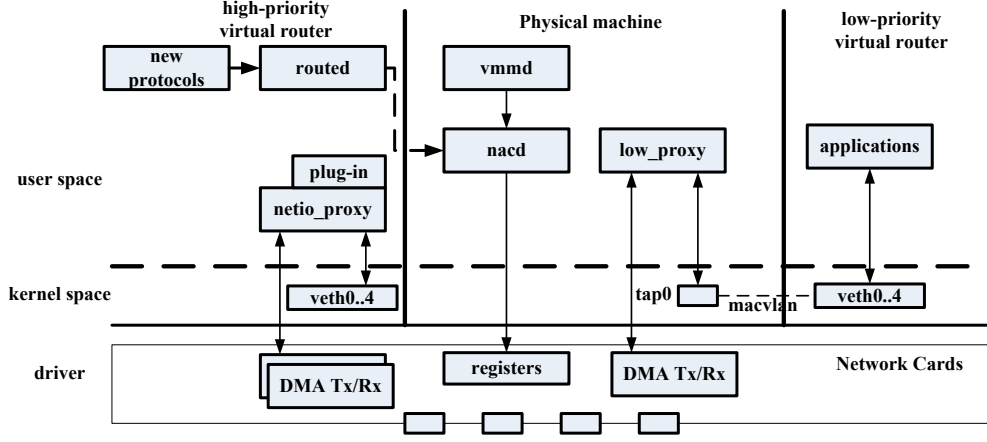 high-priority
virtual router
Physical machine
low-priority
virtual router
new
protocols
routed
vmmd
nacd
low_proxy
applications
user space
plug-in
netio_proxy
kernel space
veth0..4
tap0
macvlan
veth0..4
driver
DMA Tx/Rx
registers
DMA Tx/Rx
Network Cards